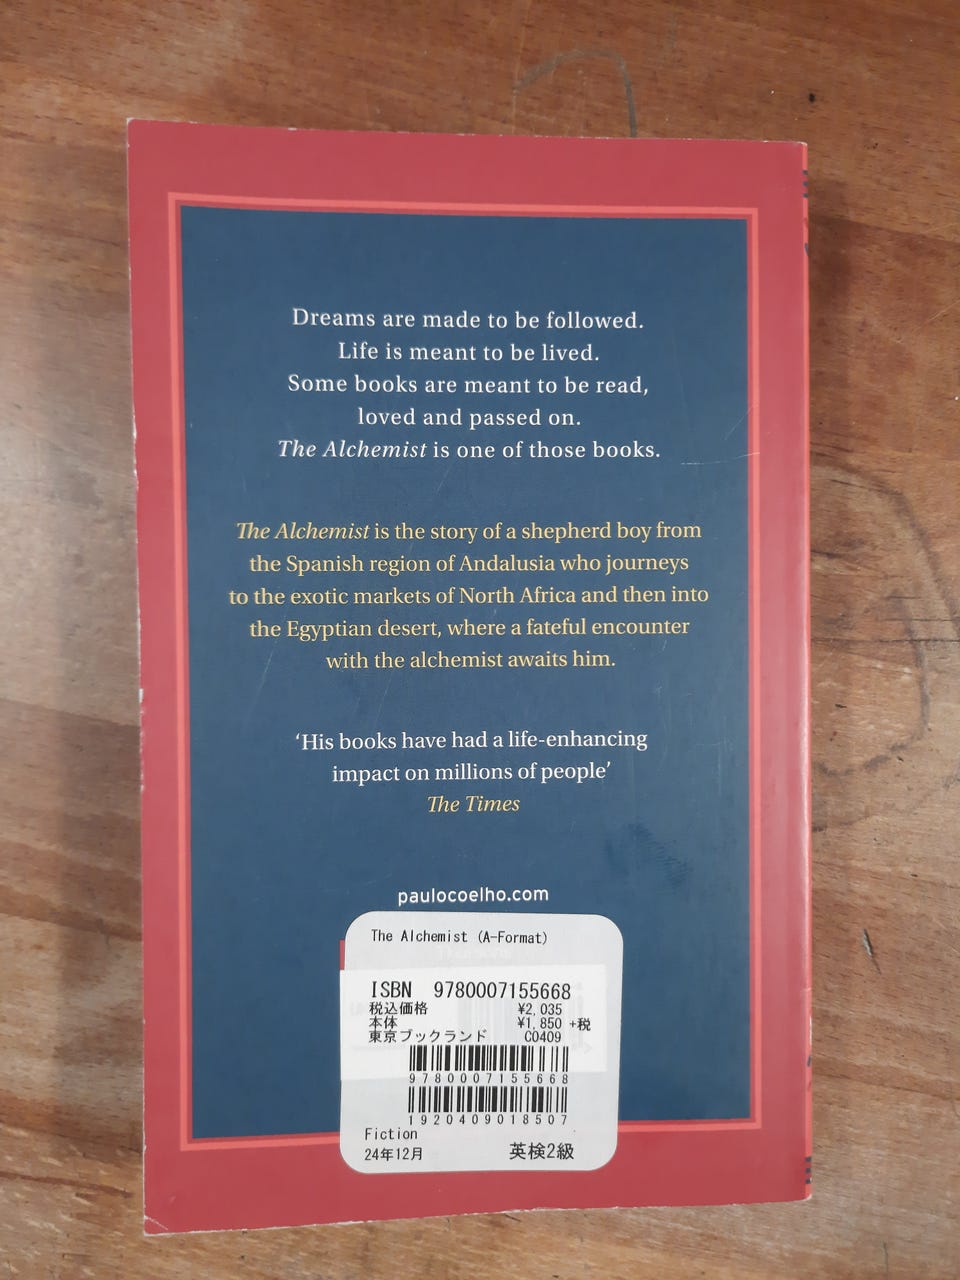 Dreams are made to be followed.
Life is meant to be lived.
Some books are meant to be read,
loved and passed on.
The Alchemist is one of those books.
The Alchemist is the story of a shepherd boy from
the Spanish region of Andalusia who journeys
to the exotic markets of North Africa and then into
the Egyptian desert, where a fateful encounter
with the alchemist awaits him.
‘His books have had a life-enhancing
impact on millions of people’
The Times
paulocoelho.com
The Alchemist (A-Format)
ISBN 9780007155668
税込価格 ¥2,035
本体 ¥1,850 +税
東京ブックランド C0409
9780007155668
1920409018507
Fiction
24年12月 英検2級